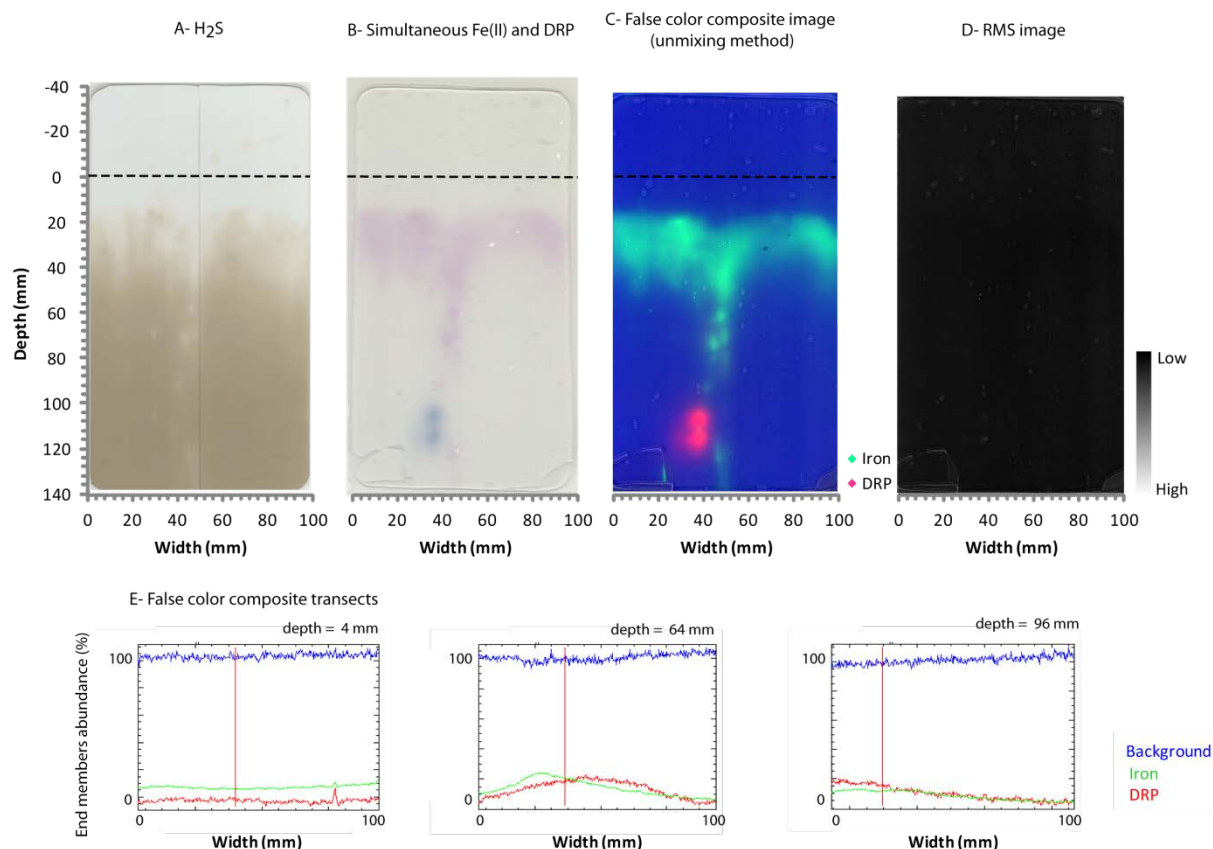 A- H2S
B- Simultaneous Fe(II) and DRP
C- False color composite image
(unmixing method)
D- RMS image
Depth (mm)
-40
-20
0
20
40
60
80
100
120
140
0 20 40 60 80 100
Width (mm)
0 20 40 60 80 100
Width (mm)
Iron
DRP
0 20 40 60 80 100
Width (mm)
0 20 40 60 80 100
Width (mm)
Low
High
E- False color composite transects
End members abundance (%)
depth = 4 mm
100
0
0 100
Width (mm)
depth = 64 mm
100
0
0 100
Width (mm)
depth = 96 mm
100
0
0 100
Width (mm)
Background
Iron
DRP